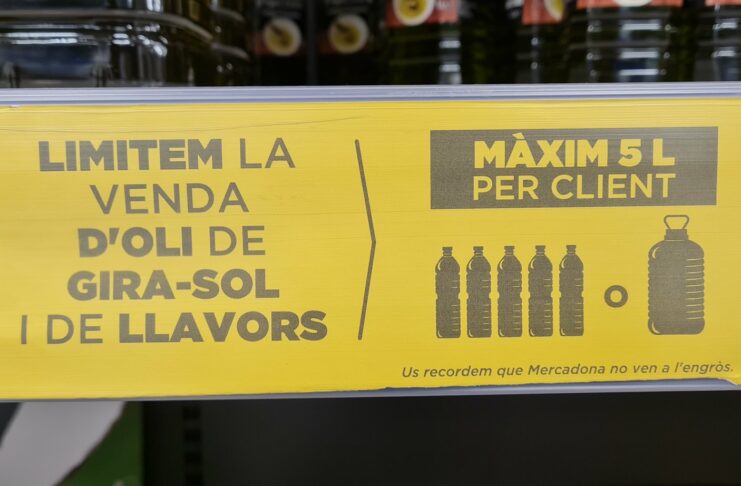 LIMITEM LA
VENDA
D'OLI DE
GIRA-SOL
I DE LLAVORS
MÀXIM 5 L
PER CLIENT
O
Us recordem que Mercadona no ven a l'engròs.